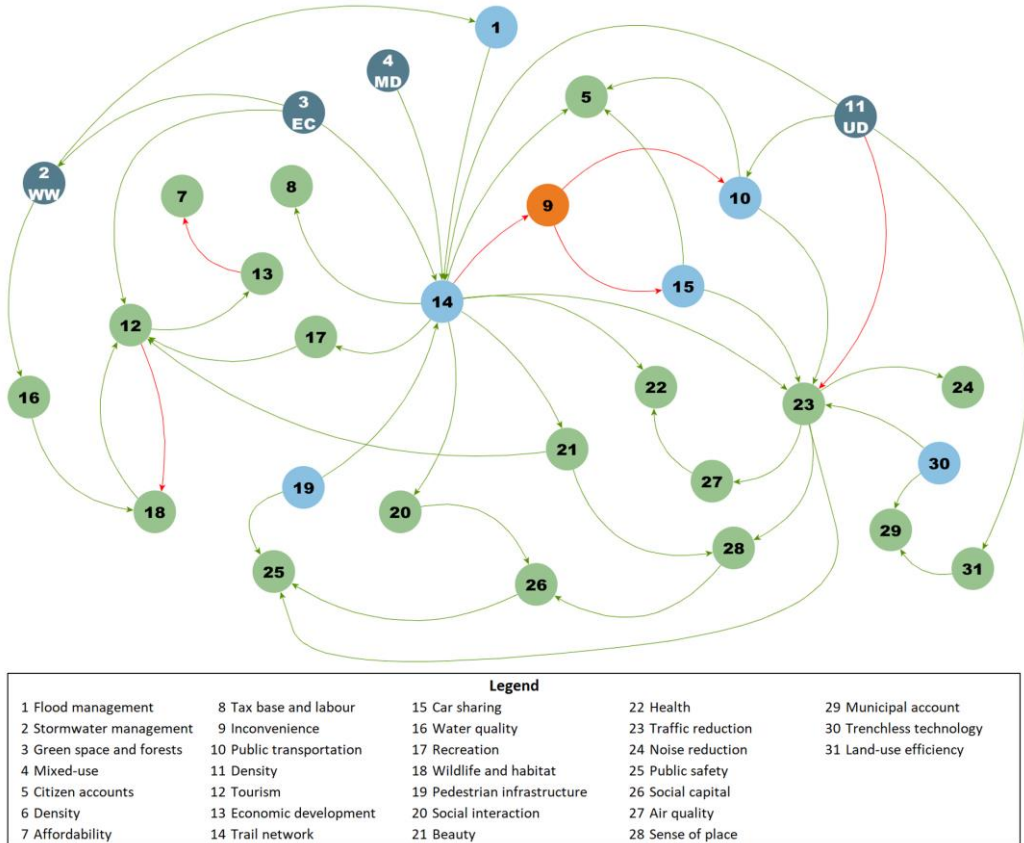 1
4
MD
3
EC
5
11
UD
2
WW
7
8
9
10
13
14
15
12
17
16
22
23
24
21
30
19
27
18
20
29
28
25
26
31
Legend
1 Flood management
2 Stormwater management
3 Green space and forests
4 Mixed-use
5 Citizen accounts
6 Density
7 Affordability
8 Tax base and labour
9 Inconvenience
10 Public transportation
11 Density
12 Tourism
13 Economic development
14 Trail network
15 Car sharing
16 Water quality
17 Recreation
18 Wildlife and habitat
19 Pedestrian infrastructure
20 Social interaction
21 Beauty
22 Health
23 Traffic reduction
24 Noise reduction
25 Public safety
26 Social capital
27 Air quality
28 Sense of place
29 Municipal account
30 Trenchless technology
31 Land-use efficiency